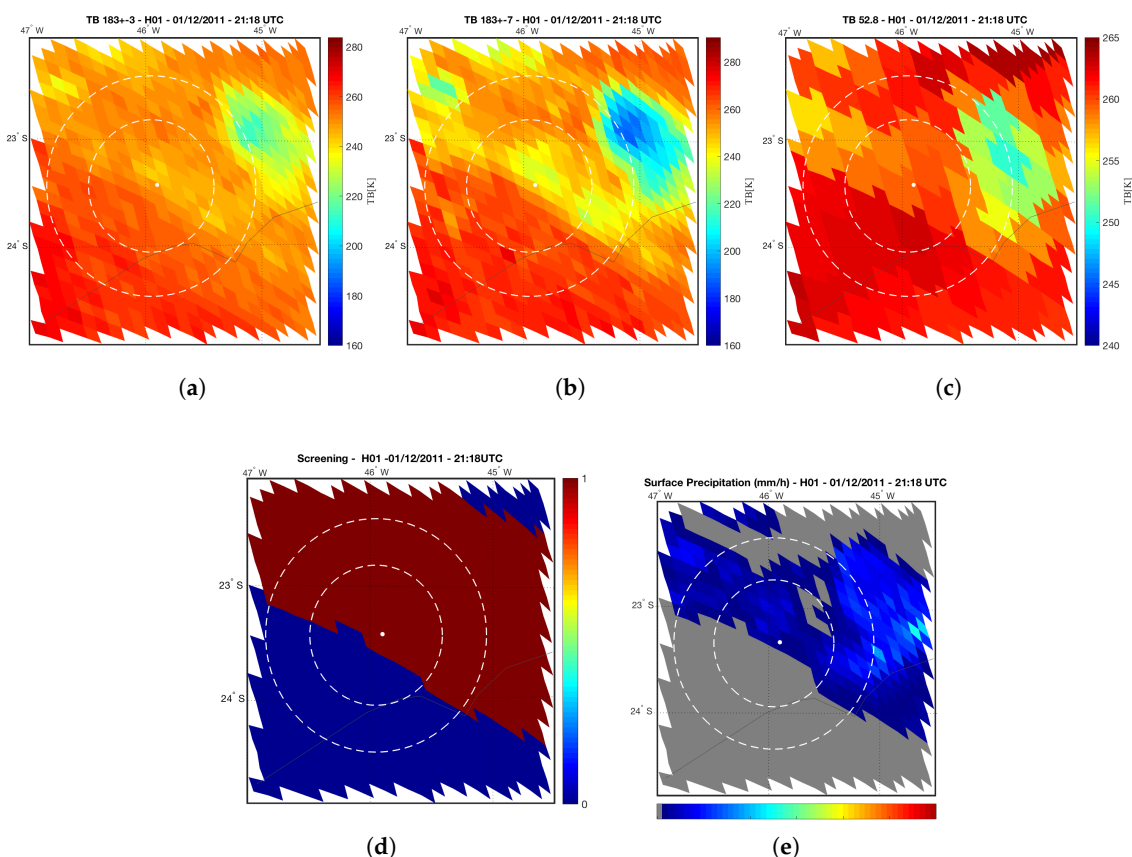 TB 183+-3 - H01 - 01/12/2011 - 21:18 UTC
47° W
46°
45°
23° S
24° S
280
260
240
220
200
180
160
TB[K]
(a)
TB 183+-7 - H01 - 01/12/2011 - 21:18 UTC
47° W
46°
45°
23° S
24° S
280
260
240
220
200
180
160
TB[K]
(b)
TB 52.8 - H01 - 01/12/2011 - 21:18 UTC
47° W
46°
45°
23° S
24° S
265
260
255
250
245
240
TB[K]
(c)
Screening - H01 -01/12/2011 - 21:18UTC
47° W
46° W
45° W
23° S
24° S
1
0
(d)
Surface Precipitation (mm/h) - H01 - 01/12/2011 - 21:18 UTC
47° W
46° W
45° W
23° S
24° S
(e)